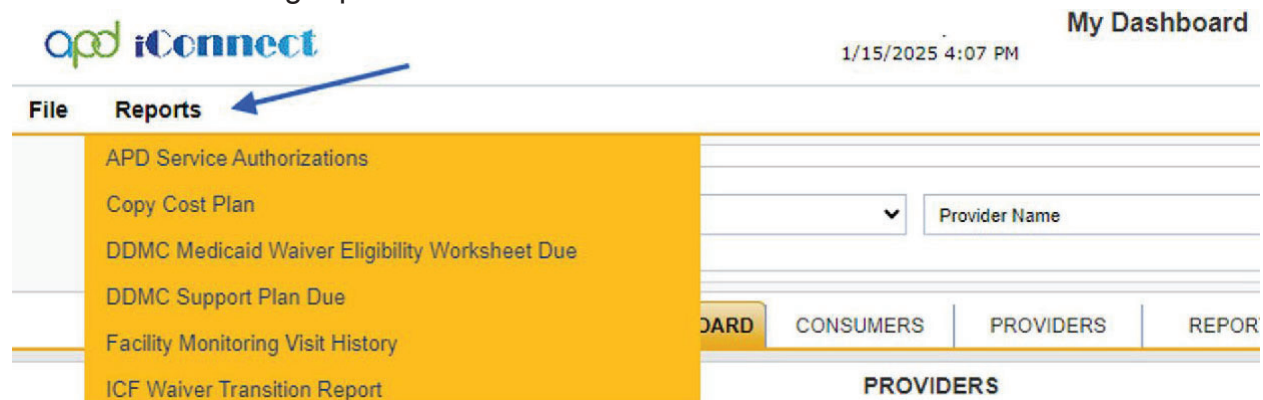 apd iConnect
My Dashboard
1/15/2025 4:07 PM
File Reports
APD Service Authorizations
Copy Cost Plan
Provider Name
DDMC Medicaid Waiver Eligibility Worksheet Due
DDMC Support Plan Due
OARD CONSUMERS PROVIDERS REPOR
Facility Monitoring Visit History
ICF Waiver Transition Report
PROVIDERS